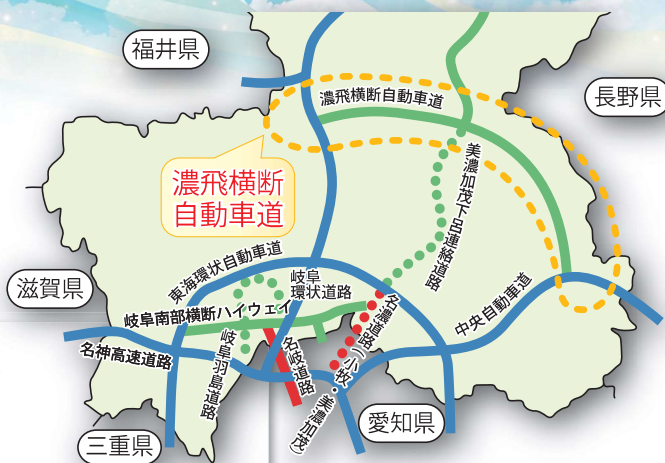 福井県
濃飛横断自動車道
長野県
濃飛横断
自動車道
美濃加茂下呂連絡道路
滋賀県
東海環状自動車道
岐阜
環状道路
岐阜南部横断ハイウェイ
名神高速道路
岐阜羽島道路
名岐道路
名濃道路(小牧・美濃加茂)
中央自動車道
愛知県
三重県